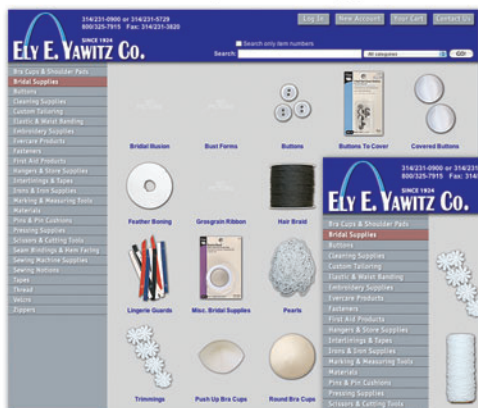 314/231-0900 or 314/231-5729
800/325-7915 Fax: 314/231-3820
Log In
New Account
Your Cart
Contact Us
SINCE 1924
ELY E. YAWITZ CO.
Search only item numbers
Search:
All categories
GO!
Bra Cups & Shoulder Pads
Bridal Supplies
Buttons
Cleaning Supplies
Custom Tailoring
Elastic & Waist Banding
Embroidery Supplies
Evercare Products
Fasteners
First Aid Products
Hangers & Store Supplies
Interlinings & Tapes
Irons & Iron Supplies
Marking & Measuring Tools
Materials
Pins & Pin Cushions
Pressing Supplies
Scissors & Cutting Tools
Seam Bindings & Hem Facing
Sewing Machine Supplies
Sewing Notions
Tapes
Thread
Velcro
Zippers
Bridal Illusion
Bust Forms
Buttons
Buttons To Cover
Covered Buttons
Feather Boning
Grosgrain Ribbon
Hair Braid
Lingerie Guards
Misc. Bridal Supplies
Pearls
Trimmings
Push Up Bra Cups
Round Bra Cups
314/231-0900 or 314/231
800/325-7915 Fax: 314/
SINCE 1924
ELY E. YAWITZ CO.
Bra Cups & Shoulder Pads
Bridal Supplies
Buttons
Cleaning Supplies
Custom Tailoring
Elastic & Waist Banding
Embroidery Supplies
Evercare Products
Fasteners
First Aid Products
Hangers & Store Supplies
Interlinings & Tapes
Irons & Iron Supplies
Marking & Measuring Tools
Materials
Pins & Pin Cushions
Pressing Supplies
Scissors & Cutting Tools